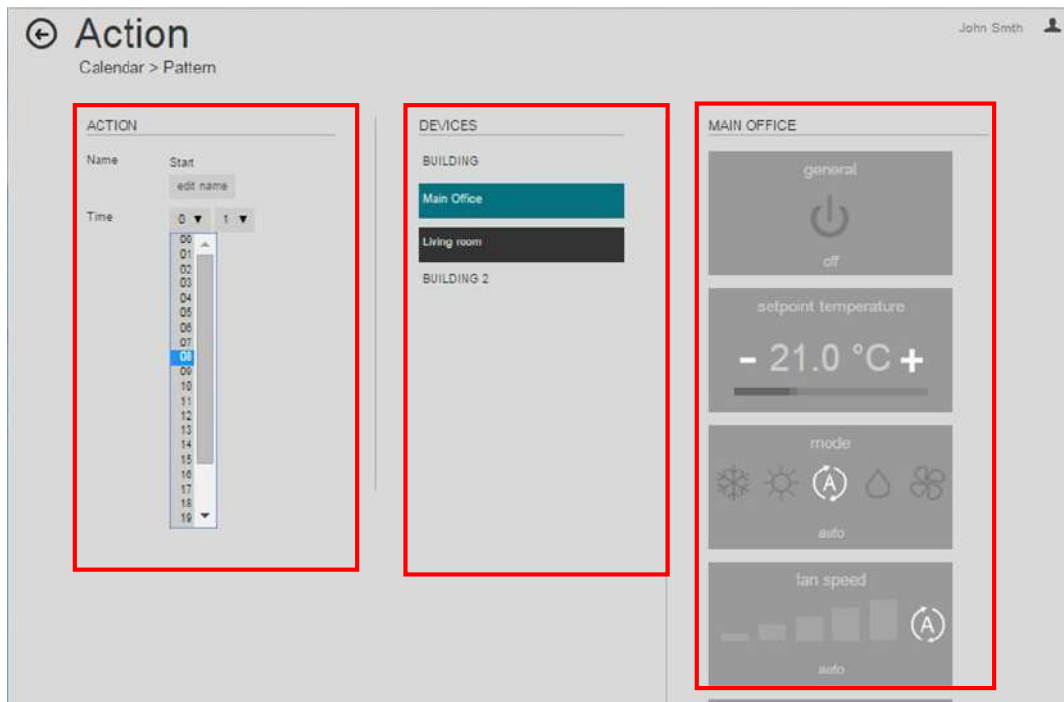 Action
John Smith
Calendar > Pattern
ACTION
Name Start
edit name
Time 0 ▼ 1 ▼
00
01
02
03
04
05
06
07
08
09
10
11
12
13
14
15
16
17
18
19
DEVICES
BUILDING
Main Office
Living room
BUILDING 2
MAIN OFFICE
general
off
setpoint temperature
- 21.0 °C +
mode
A
auto
fan speed
A
auto